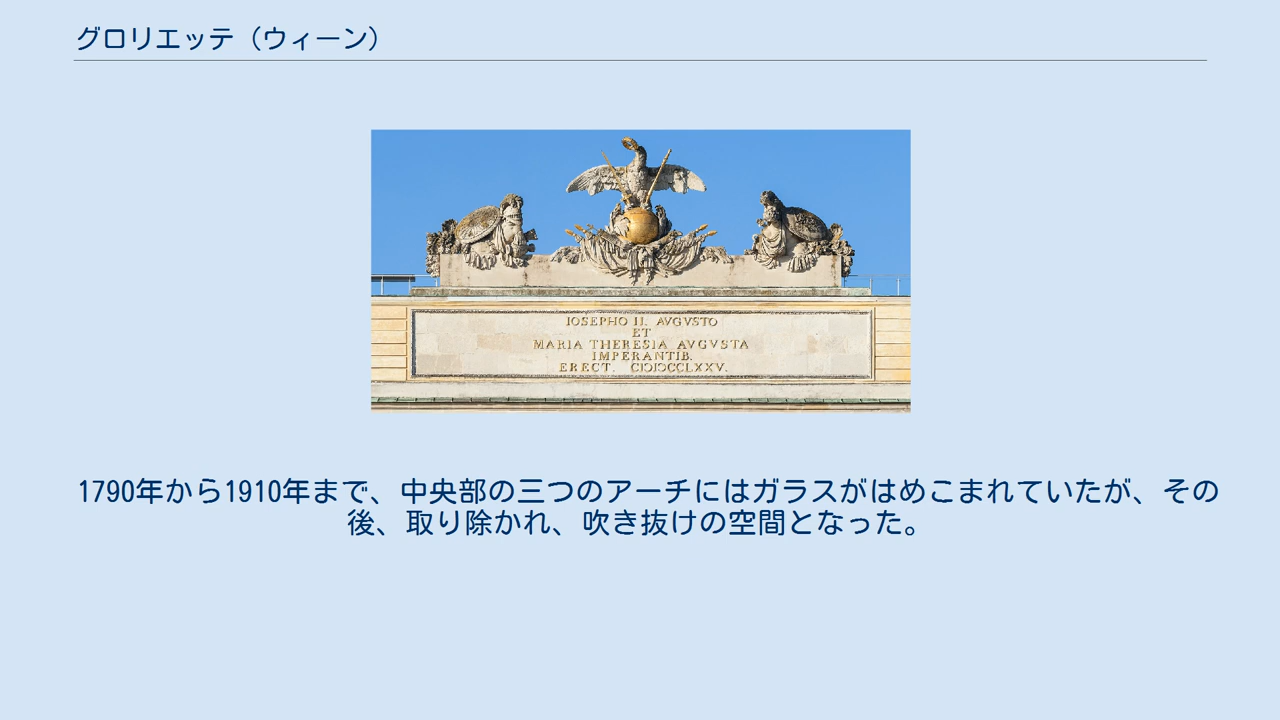 グロリエッテ（ウィーン）
IOSEPHO II. AVGVSTO
ET
MARIA THERESIA AVGVSTA
IMPERANTIB.
ERECT. CIƆIƆCCLXXV.
1790年から1910年まで、中央部の三つのアーチにはガラスがはめこまれていたが、その
後、取り除かれ、吹き抜けの空間となった。